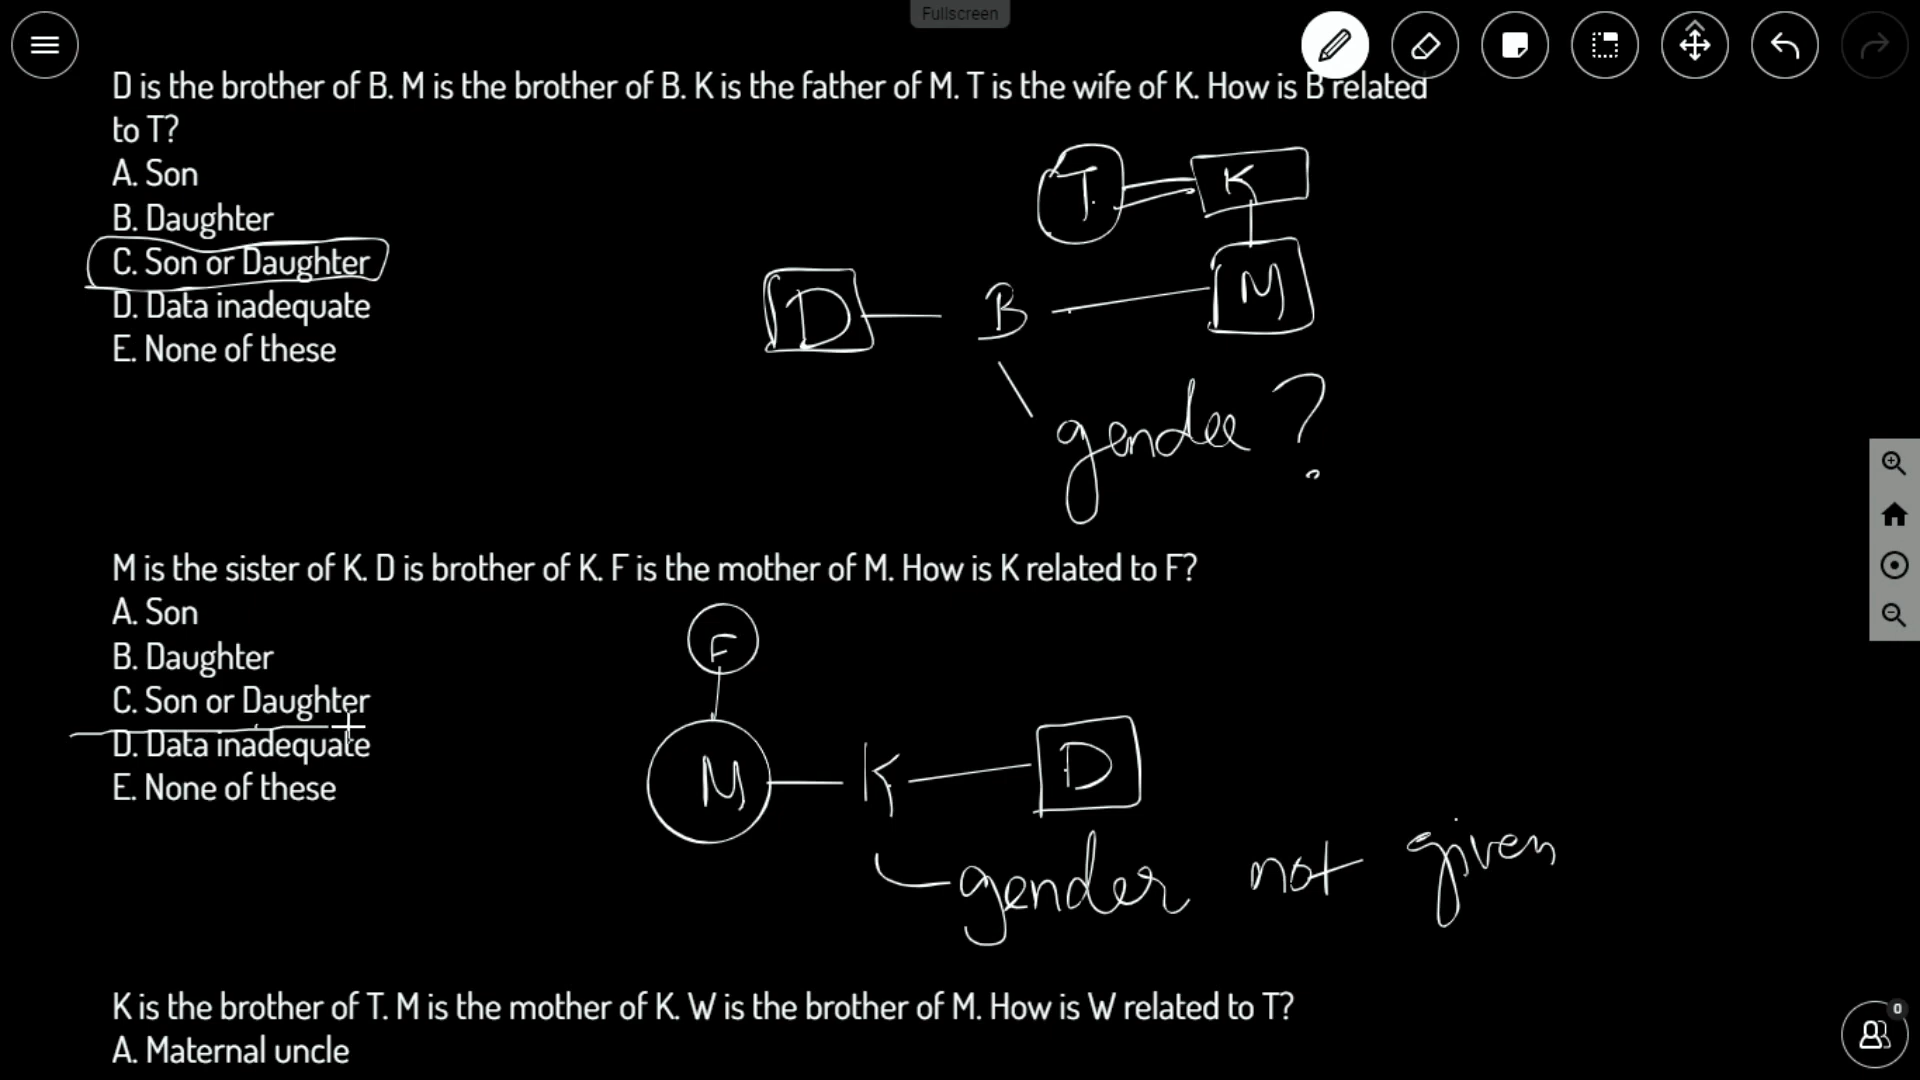 Fullscreen
D is the brother of B. M is the brother of B. K is the father of M. T is the wife of K. How is B related
to T?
A. Son
B. Daughter
C. Son or Daughter
D. Data inadequate
E. None of these
T K
D B M
gender ?
M is the sister of K. D is brother of K. F is the mother of M. How is K related to F?
A. Son
B. Daughter
C. Son or Daughter
D. Data inadequate
E. None of these
F
M K D
gender not given
K is the brother of T. M is the mother of K. W is the brother of M. How is W related to T?
A. Maternal uncle
0